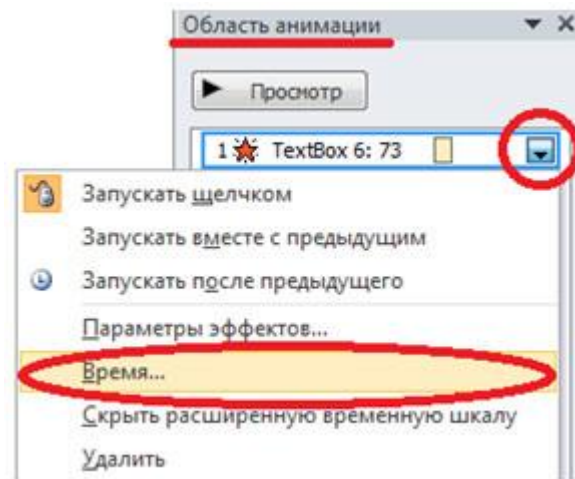 Область анимации
Просмотр
1 TextBox 6: 73
Запускать щелчком
Запускать вместе с предыдущим
Запускать после предыдущего
Параметры эффектов...
Время...
Скрыть расширенную временную шкалу
Удалить